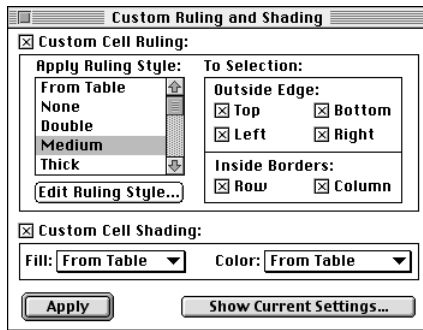 Custom Ruling and Shading
Custom Cell Ruling:
Apply Ruling Style:
From Table
None
Double
Medium
Thick
Edit Ruling Style...
To Selection:
Outside Edge:
Top Bottom
Left Right
Inside Borders:
Row Column
Custom Cell Shading:
Fill: From Table Color: From Table
Apply Show Current Settings...